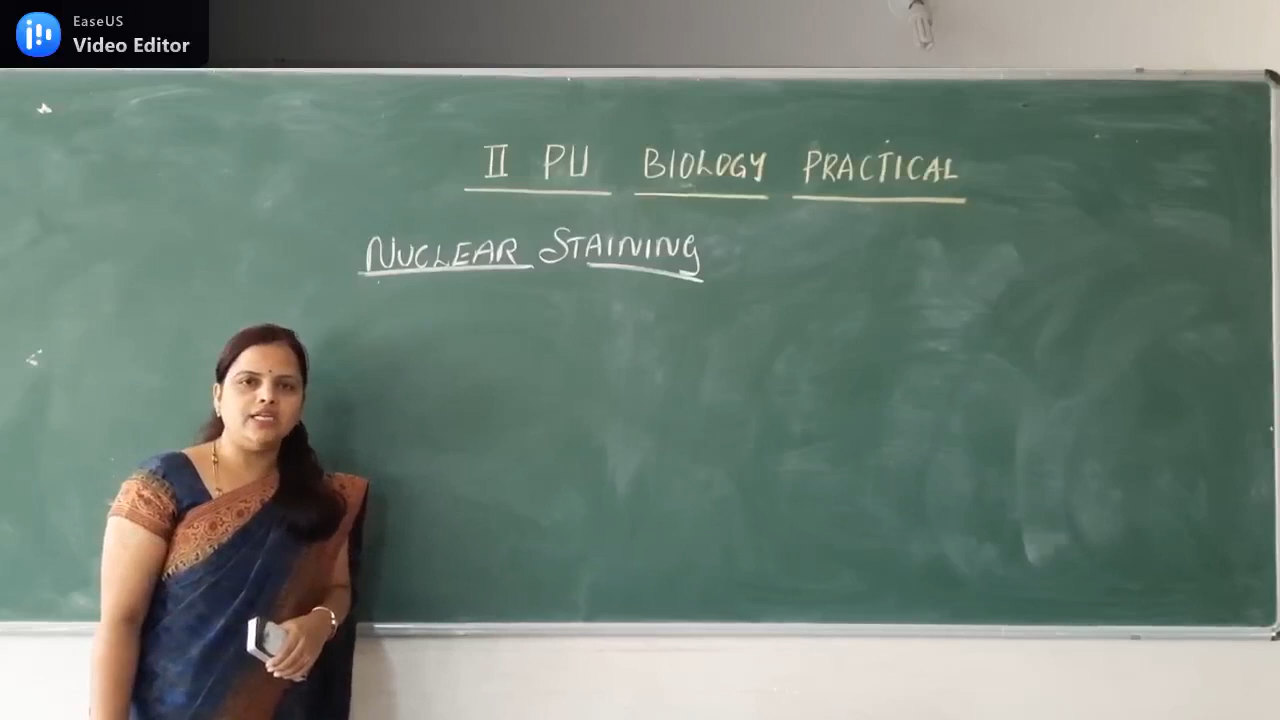 EaseUS
Video Editor
II PU BIOLOGY PRACTICAL
NUCLEAR STAINING